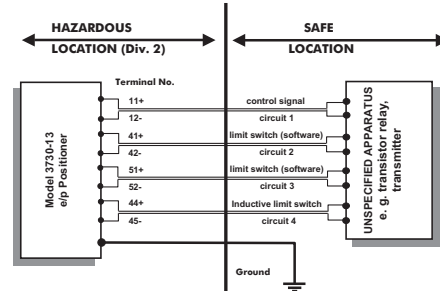 HAZARDOUS
LOCATION (Div. 2)
SAFE
LOCATION
Terminal No.
11+
control signal
12-
circuit 1
41+
limit switch (software)
42-
circuit 2
51+
limit switch (software)
52-
circuit 3
44+
Inductive limit switch
45-
circuit 4
Model 3730-13
e/p Positioner
UNSPECIFIED APPARATUS
e. g. transistor relay,
transmitter
Ground